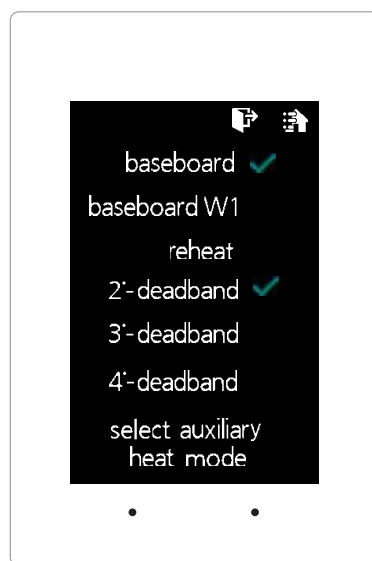 baseboard
baseboard W1
reheat
2°-deadband
3°-deadband
4°-deadband
select auxiliary
heat mode